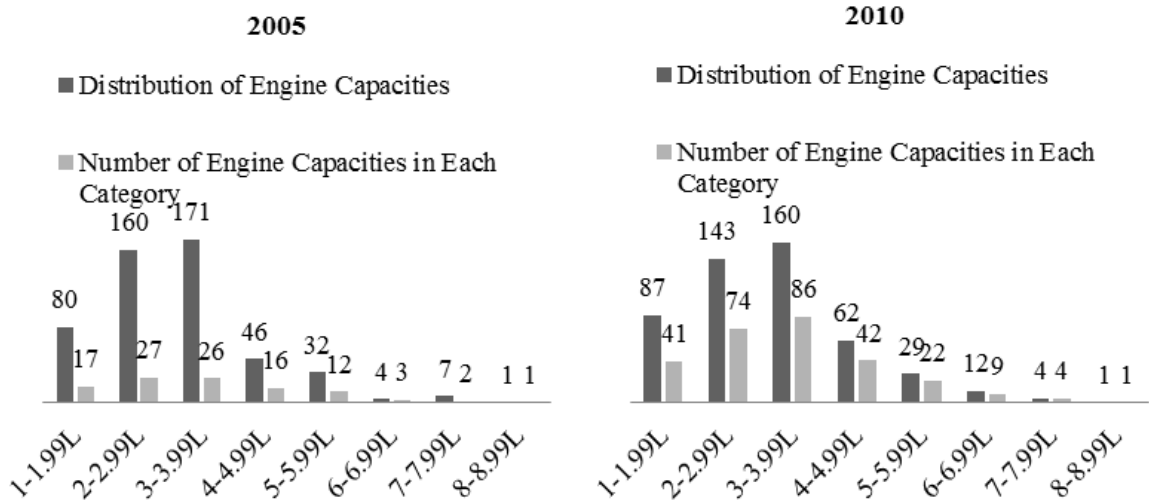 2005
Distribution of Engine Capacities
Number of Engine Capacities in Each
Category
80
17
160
27
171
26
46
16
32
12
4 3
7 2
1 1
1-1.99L
2-2.99L
3-3.99L
4-4.99L
5-5.99L
6-6.99L
7-7.99L
8-8.99L
2010
Distribution of Engine Capacities
Number of Engine Capacities in Each
Category
87
41
143
74
160
86
62
42
29
22
12
9
4 4
1 1
1-1.99L
2-2.99L
3-3.99L
4-4.99L
5-5.99L
6-6.99L
7-7.99L
8-8.99L